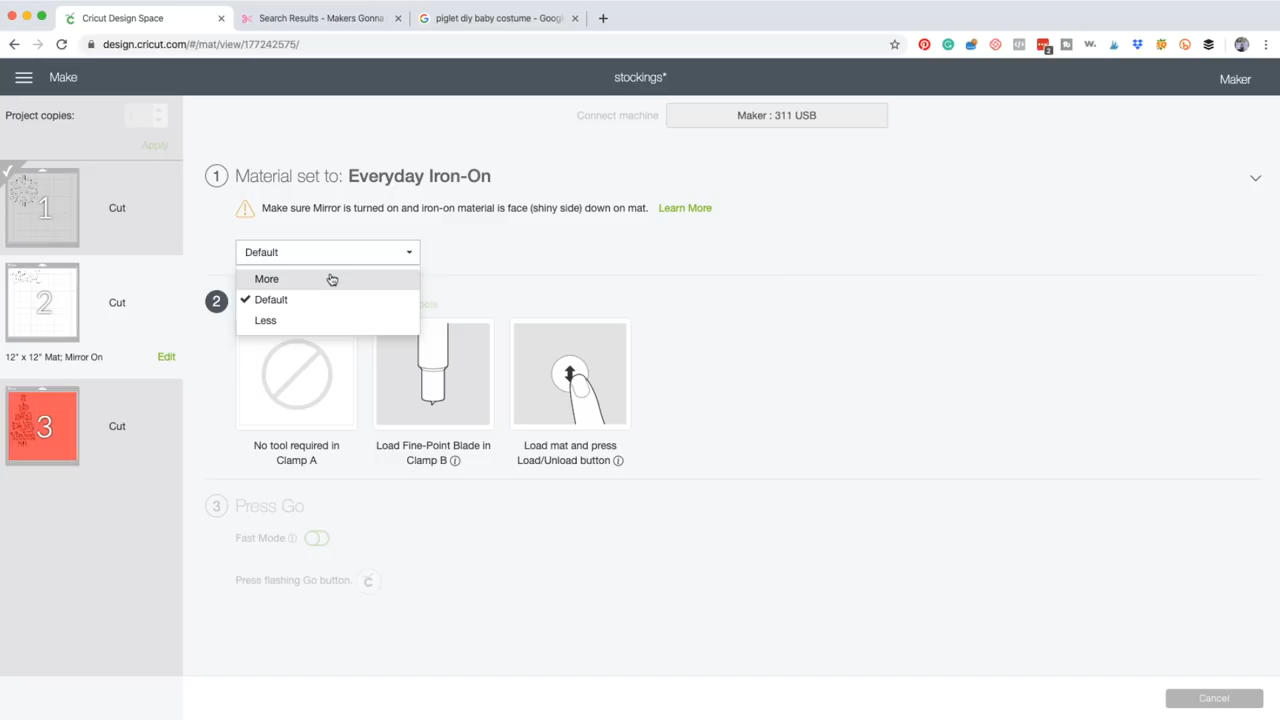 Cricut Design Space
Search Results - Makers Gonna
piglet diy baby costume - Goog
design.cricut.com/#/mat/view/177242575/
2
w.
Make
stockings*
Maker
Project copies:
1
Apply
Connect machine
Maker : 311 USB
1
Cut
1 Material set to: Everyday Iron-On
Make sure Mirror is turned on and iron-on material is face (shiny side) down on mat. Learn More
Default
More
Default
Less
2
2
Cut
12" x 12" Mat; Mirror On
Edit
No tool required in
Clamp A
Load Fine-Point Blade in
Clamp B
Load mat and press
Load/Unload button
3
Cut
3 Press Go
Fast Mode
Press flashing Go button.
Cancel